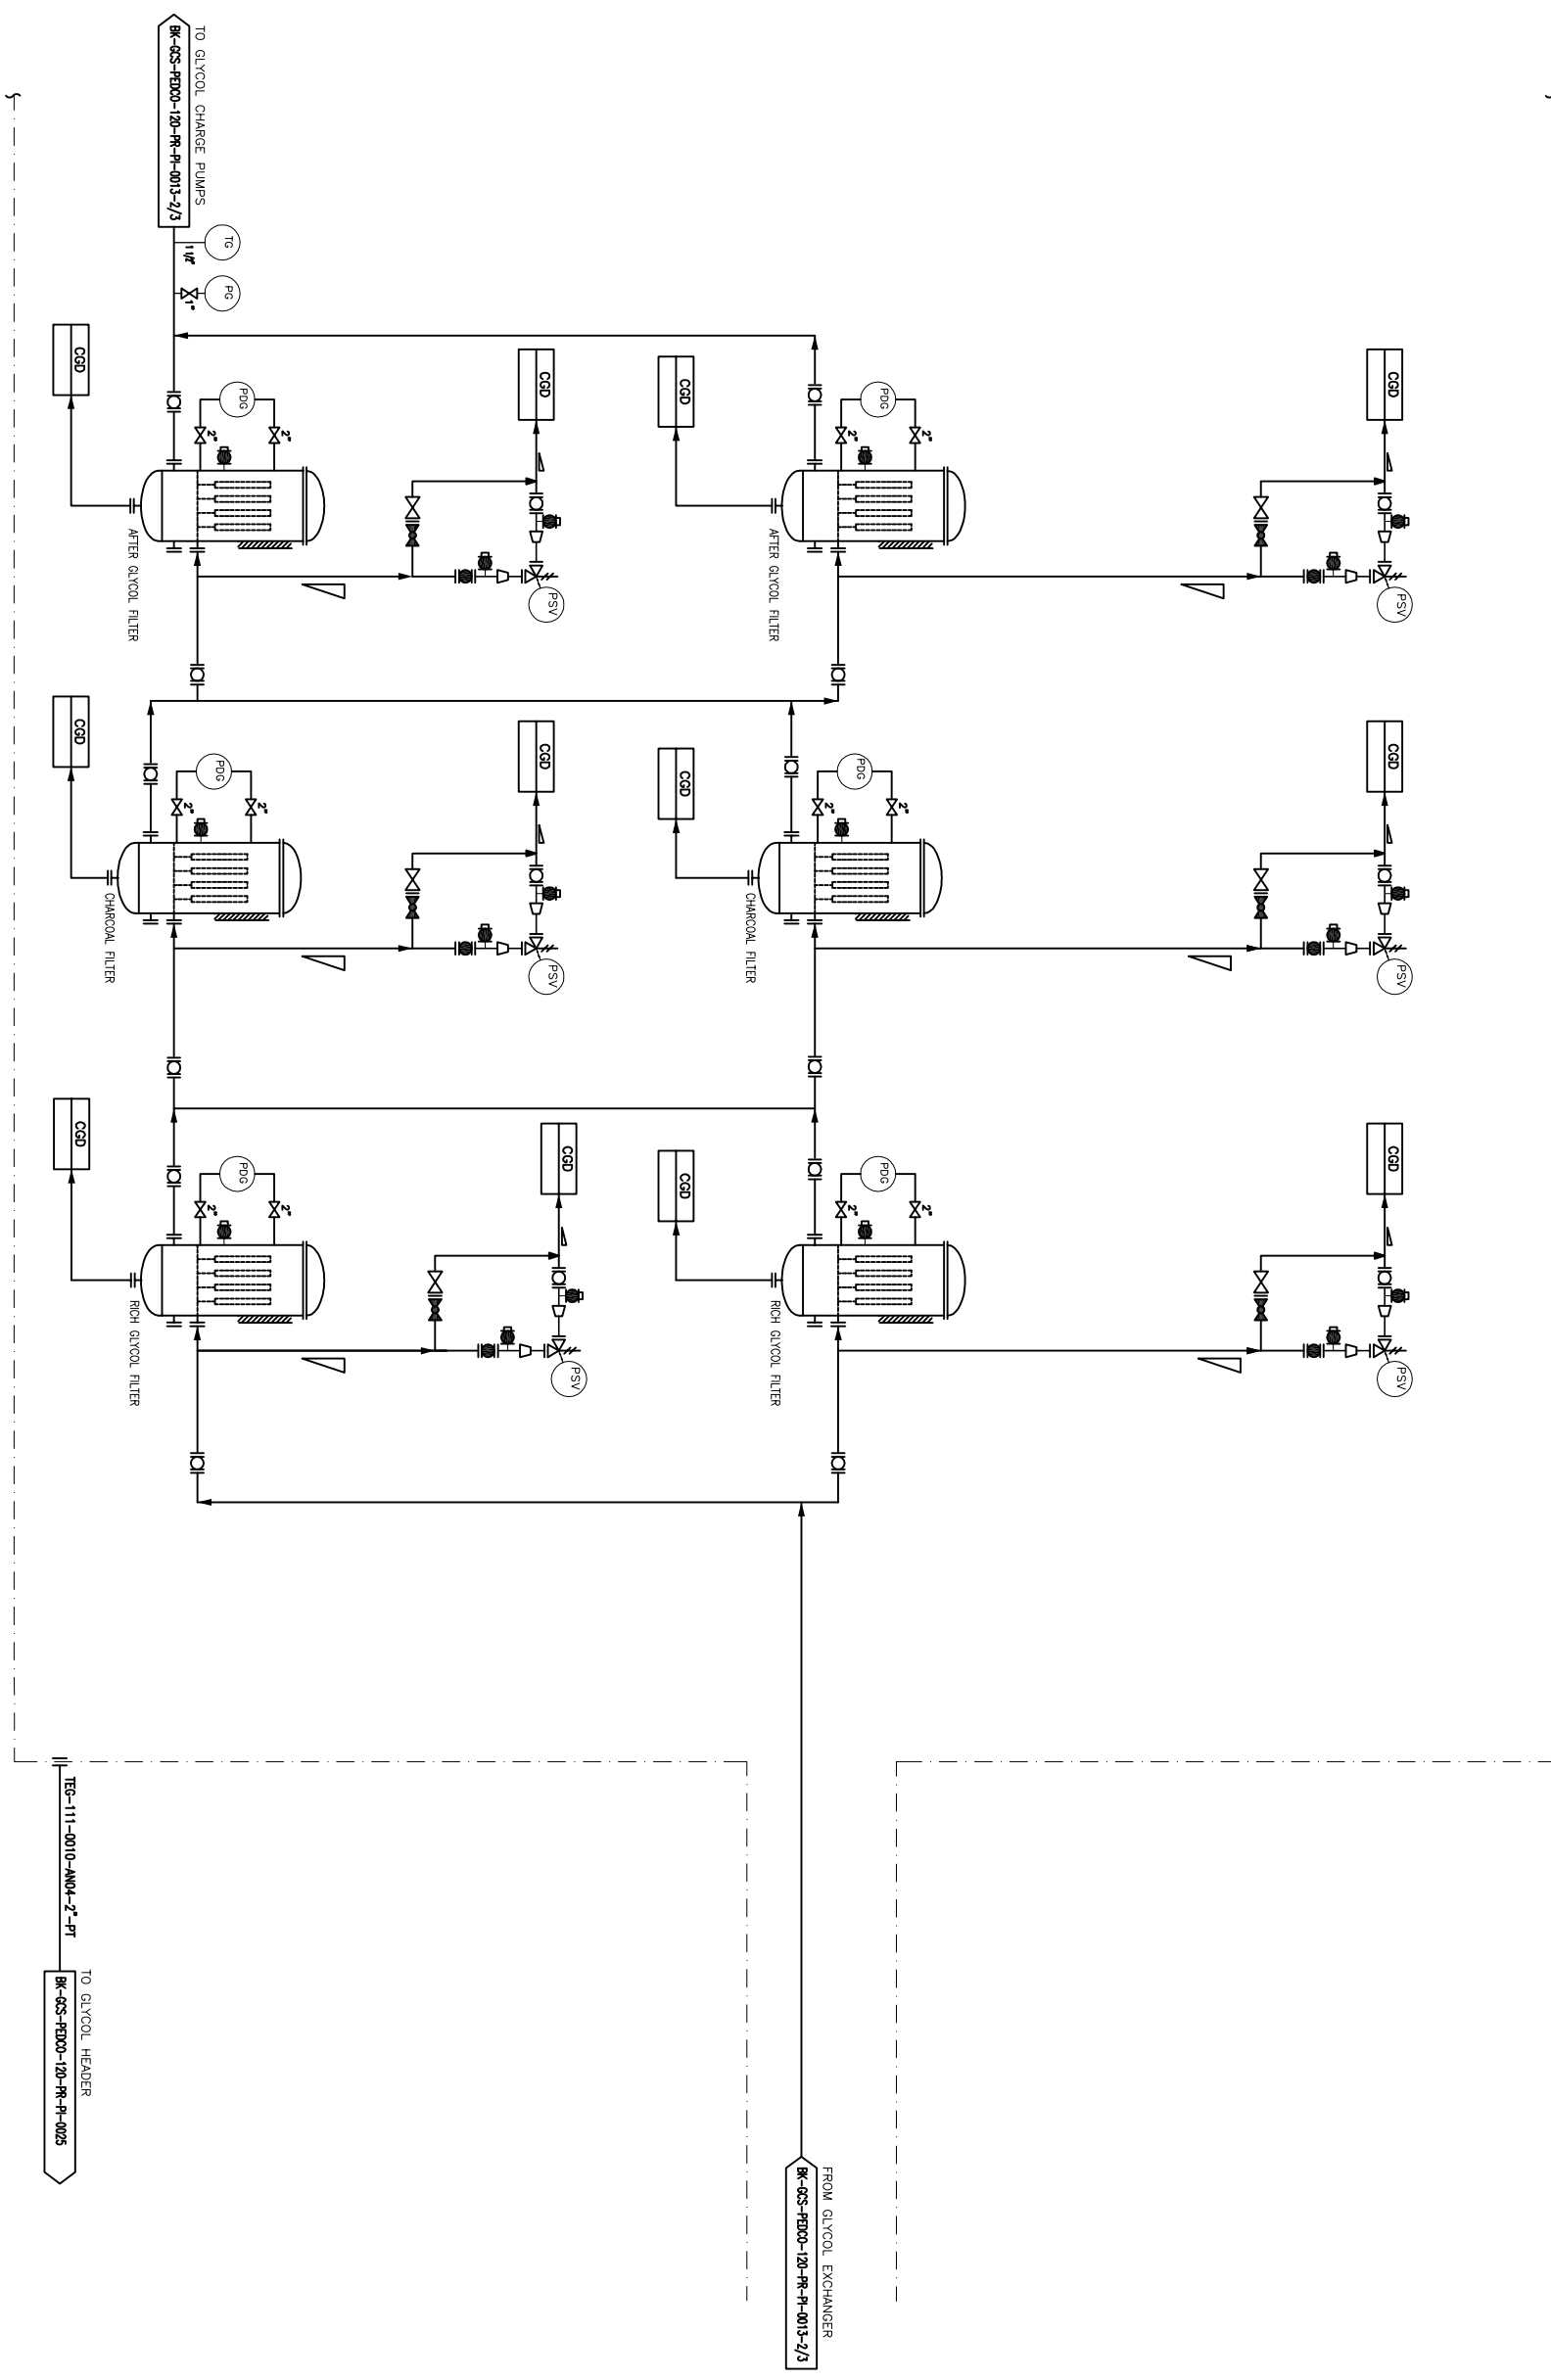 TO GLYCOL CHARGE PUMPS
BK-GCS-PEDCO-120-PR-PI-0013-2/3
TG
1 1/2"
PG
1"
CGD
CGD
CGD
CGD
PDG
2"
2"
PDG
2"
2"
PSV
PSV
AFTER GLYCOL FILTER
AFTER GLYCOL FILTER
CGD
CGD
CGD
CGD
PDG
2"
2"
PDG
2"
2"
PSV
PSV
CHARCOAL FILTER
CHARCOAL FILTER
CGD
CGD
CGD
CGD
PDG
2"
2"
PDG
2"
2"
PSV
PSV
RICH GLYCOL FILTER
RICH GLYCOL FILTER
TEG-111-0010-AN04-2"-PT
TO GLYCOL HEADER
BK-GCS-PEDCO-120-PR-PI-0025
FROM GLYCOL EXCHANGER
BK-GCS-PEDCO-120-PR-PI-0013-2/3